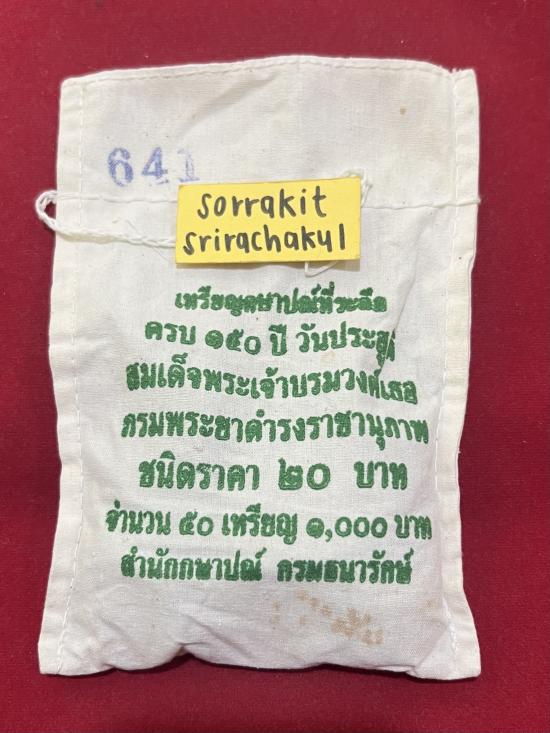 641
sorrakit
srirachakul
เหรียญกษาปณ์ที่ระลึก
ครบ ๑๕๐ ปี วันประสูติ
สมเด็จพระเจ้าบรมวงศ์เธอ
กรมพระยาดำรงราชานุภาพ
ชนิดราคา ๒๐ บาท
จำนวน ๕๐ เหรียญ ๑,๐๐๐ บาท
สำนักกษาปณ์ กรมธนารักษ์